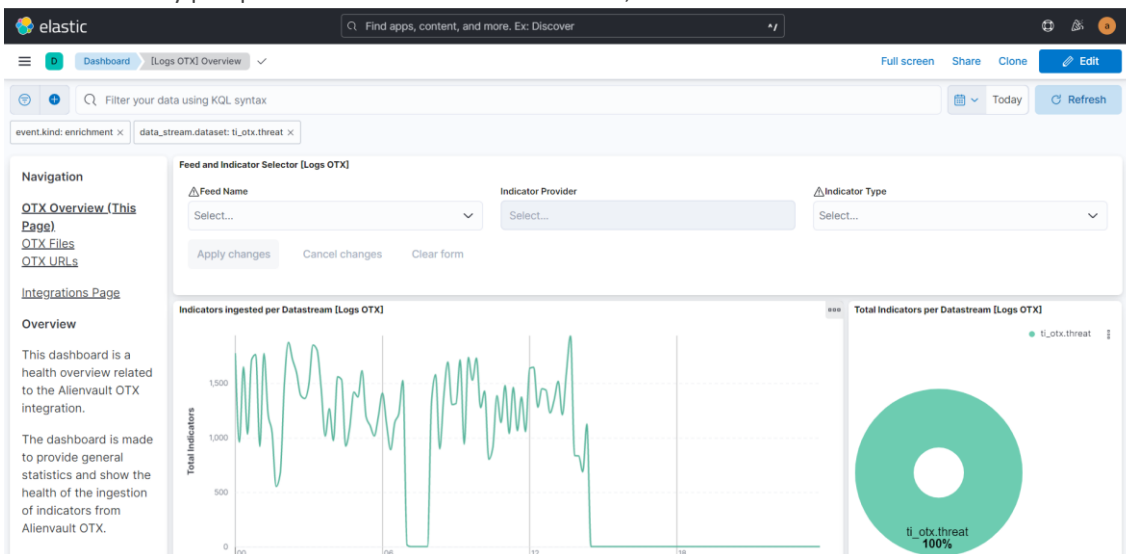 elastic
Find apps, content, and more. Ex: Discover
^/
a
D
Dashboard
[Logs OTX] Overview
Full screen
Share
Clone
Edit
Filter your data using KQL syntax
Today
Refresh
event.kind: enrichment ×
data_stream.dataset: ti_otx.threat ×
Navigation
OTX Overview (This
Page)
OTX Files
OTX URLs
Integrations Page
Overview
This dashboard is a
health overview related
to the Alienvault OTX
integration.
The dashboard is made
to provide general
statistics and show the
health of the ingestion
of indicators from
Alienvault OTX.
Feed and Indicator Selector [Logs OTX]
Feed Name
Select...
Indicator Provider
Select...
Indicator Type
Select...
Apply changes
Cancel changes
Clear form
Indicators ingested per Datastream [Logs OTX]
Total Indicators
1,500
1,000
500
0
00
06
12
18
Total Indicators per Datastream [Logs OTX]
ti_otx.threat
ti_otx.threat
100%